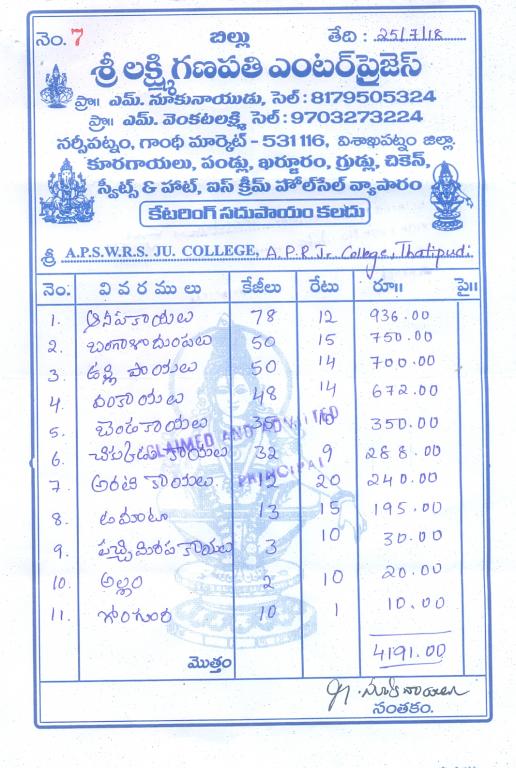 నెం. 7 బిల్లు తేది : 25/7/18
శ్రీ లక్ష్మి గణపతి ఎంటర్‌ప్రైజెస్
ప్రొ॥ ఎమ్. నూకునాయుడు, సెల్ : 8179505324
ప్రొ॥ ఎమ్. వెంకటలక్ష్మి, సెల్ : 9703273224
నర్సీపట్నం, గాంధీ మార్కెట్ - 531116, విశాఖపట్నం జిల్లా
కూరగాయలు, పండ్లు, ఖర్జూరం, గ్రుడ్లు, చికెన్,
స్వీట్స్ & హాట్, ఐస్ క్రీమ్ హోల్‌సేల్ వ్యాపారం
కేటరింగ్ సదుపాయం కలదు
శ్రీ A.P.S.W.R.S. JU. COLLEGE, A.P.R Jr. College, Thatipudi
నెం. వివరములు కేజీలు రేటు రూ॥ పై॥
1. ఆనపకాయలు 78 12 936.00
2. బంగాళాదుంపలు 50 15 750.00
3. ఉల్లి పాయలు 50 14 700.00
4. వంకాయలు 48 14 672.00
5. బెండకాయలు 35 10 350.00
6. చిక్కుడు కాయలు 32 9 288.00
CLAIMED AND ADMITTED
PRINCIPAL
7. అరటి కాయలు 12 20 240.00
8. టమాటా 13 15 195.00
9. పచ్చిమిరపకాయలు 3 10 30.00
10. అల్లం 2 10 20.00
11. గోంగూర 10 1 10.00
మొత్తం 4191.00
సంతకం.